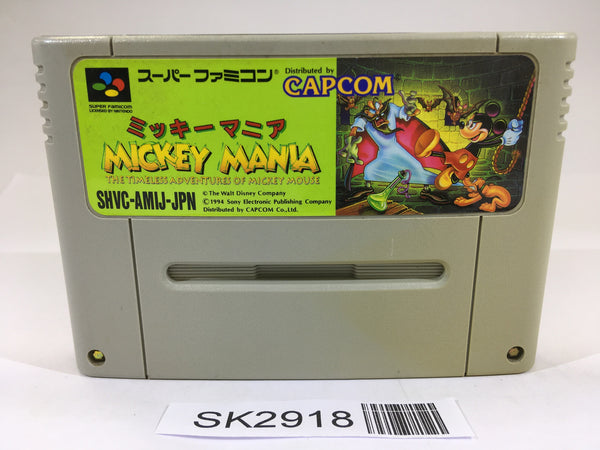 スーパーファミコン®
Distributed by
CAPCOM
SUPER FAMICOM
LICENSED BY NINTENDO
ミッキーマニア
MICKEY MANIA
THE TIMELESS ADVENTURES OF MICKEY MOUSE
SHVC-AMIJ-JPN
© The Walt Disney Company
© 1994 Sony Electronic Publishing Company
Distributed by CAPCOM Co., Ltd.
SK2918